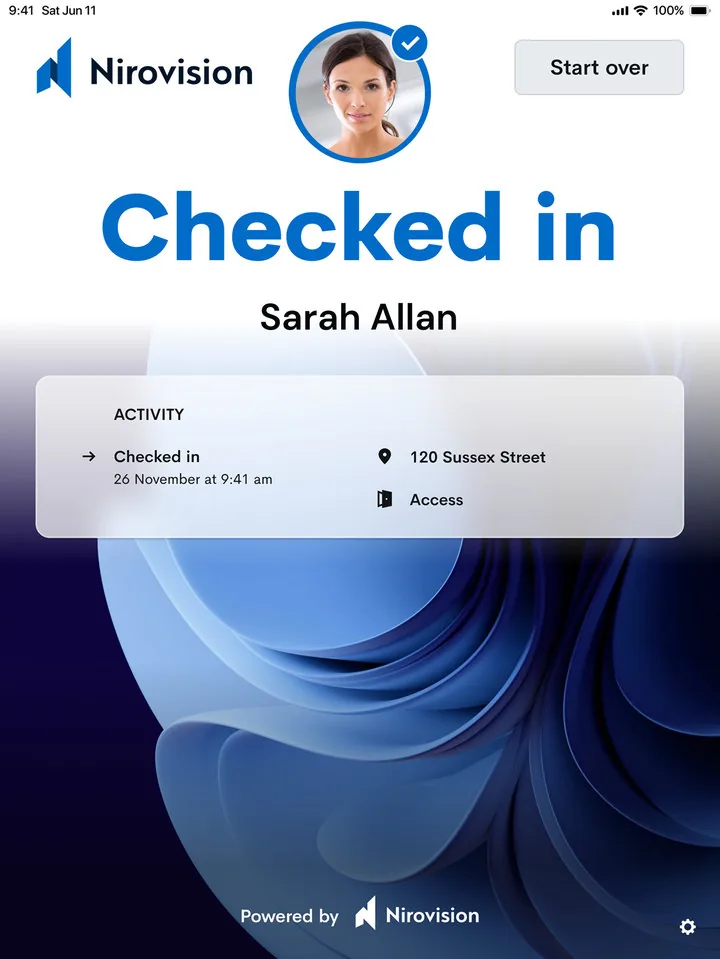 9:41 Sat Jun 11 100%
Nirovision
Start over
Checked in
Sarah Allan
ACTIVITY
Checked in
26 November at 9:41 am
120 Sussex Street
Access
Powered by Nirovision